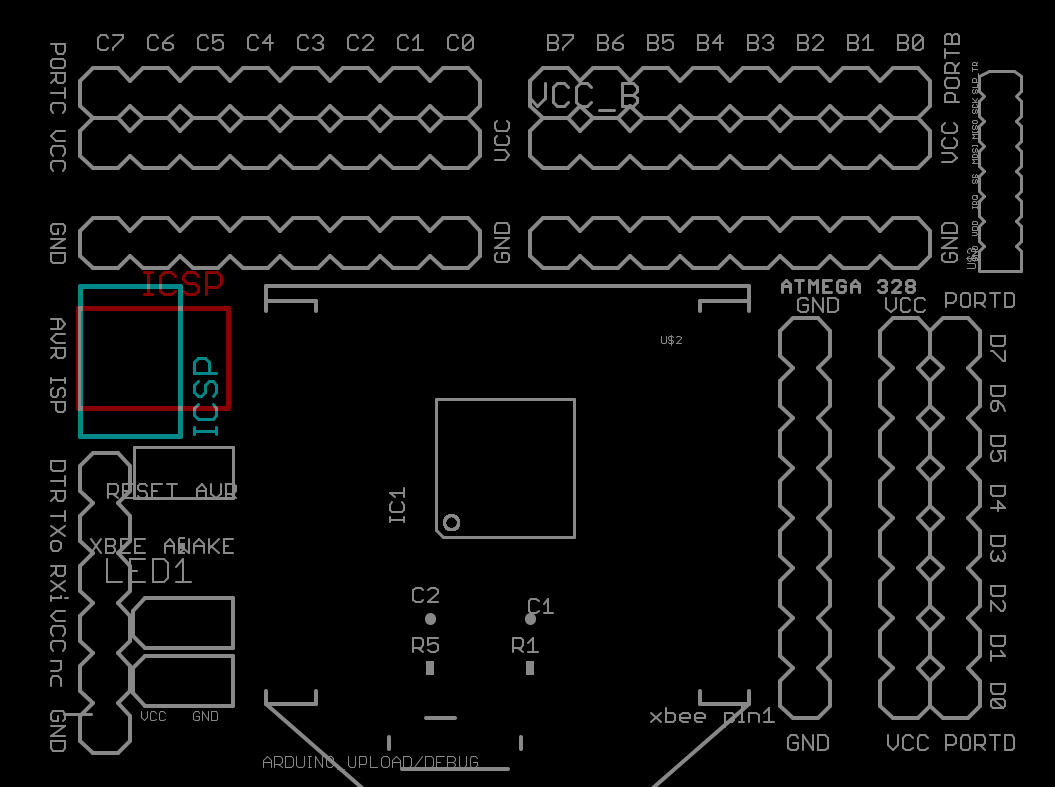 C7 C6 C5 C4 C3 C2 C1 C0
B7 B6 B5 B4 B3 B2 B1 B0
PORTC
PORTB
VCC_B
VCC
VCC
VCC
SLP_TR
SCK
MISO
MOSI
SS
IRQ
VDD
GND
GND
GND
GND
U$3
ICSP
ATMEGA 328
GND VCC PORTD
AVR ISP
ICSP
U$2
D7
D6
D5
D4
D3
D2
D1
D0
IC1
DTR
TXo
RXi
VCC
nc
GND
RESET AVR
XBEE AWAKE
LED1
C2 C1
R5 R1
VCC GND
xbee pin1
GND VCC PORTD
ARDUINO UPLOAD/DEBUG